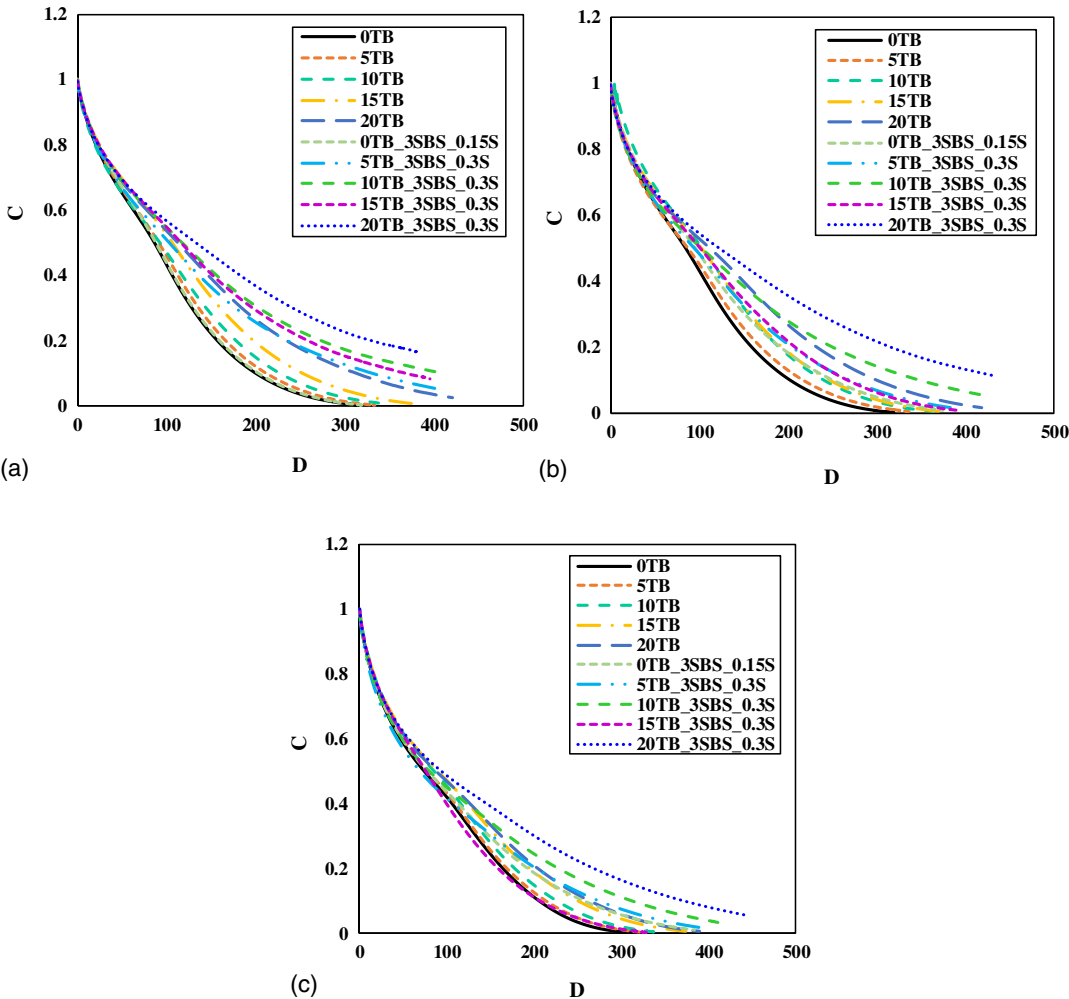 1.2
1
0.8
0.6
0.4
0.2
0
0 100 200 300 400 500
C
D
0TB
5TB
10TB
15TB
20TB
0TB_3SBS_0.15S
5TB_3SBS_0.3S
10TB_3SBS_0.3S
15TB_3SBS_0.3S
20TB_3SBS_0.3S
(a)
1.2
1
0.8
0.6
0.4
0.2
0
0 100 200 300 400 500
C
D
0TB
5TB
10TB
15TB
20TB
0TB_3SBS_0.15S
5TB_3SBS_0.3S
10TB_3SBS_0.3S
15TB_3SBS_0.3S
20TB_3SBS_0.3S
(b)
1.2
1
0.8
0.6
0.4
0.2
0
0 100 200 300 400 500
C
D
0TB
5TB
10TB
15TB
20TB
0TB_3SBS_0.15S
5TB_3SBS_0.3S
10TB_3SBS_0.3S
15TB_3SBS_0.3S
20TB_3SBS_0.3S
(c)